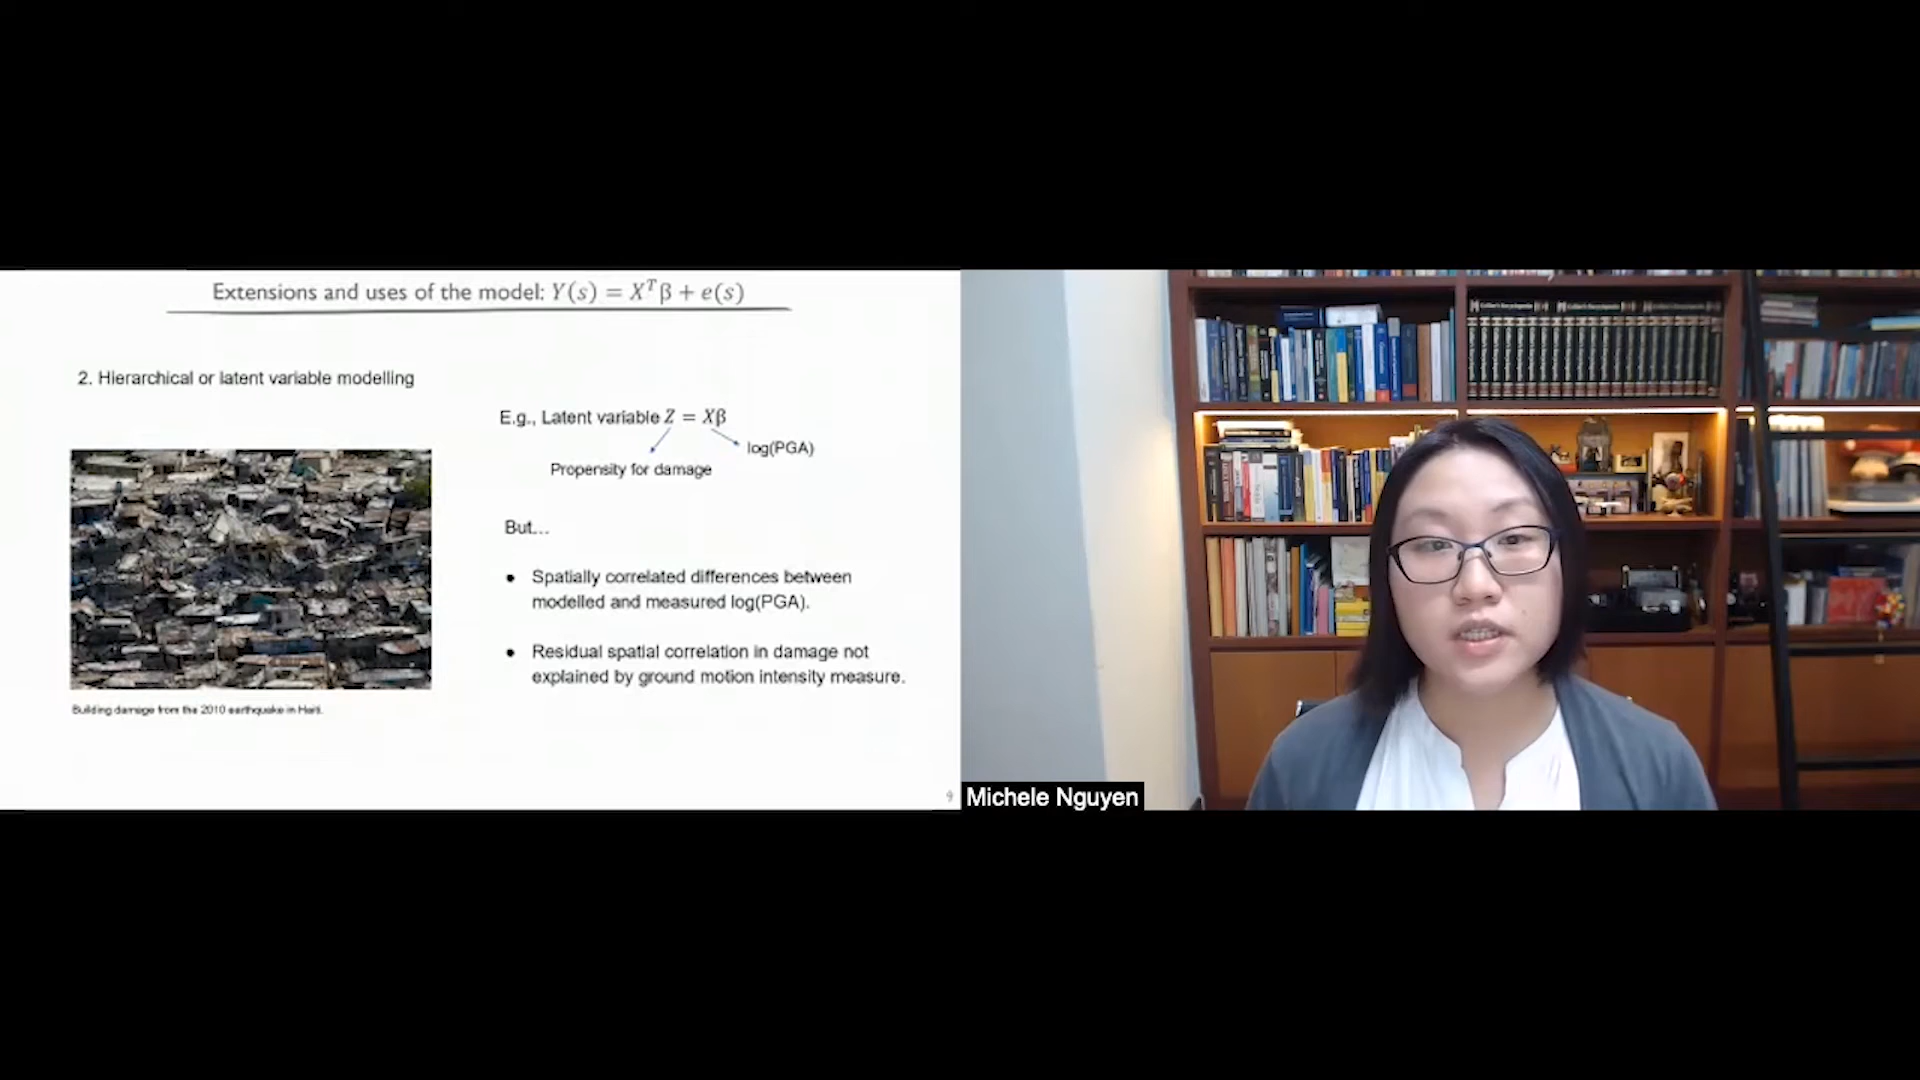 Extensions and uses of the model: Y(s) = Xᵀβ + e(s)
2. Hierarchical or latent variable modelling
E.g., Latent variable Z = Xβ
log(PGA)
Propensity for damage
But...
● Spatially correlated differences between
modelled and measured log(PGA).
● Residual spatial correlation in damage not
explained by ground motion intensity measure.
Building damage from the 2010 earthquake in Haiti.
9
Michele Nguyen